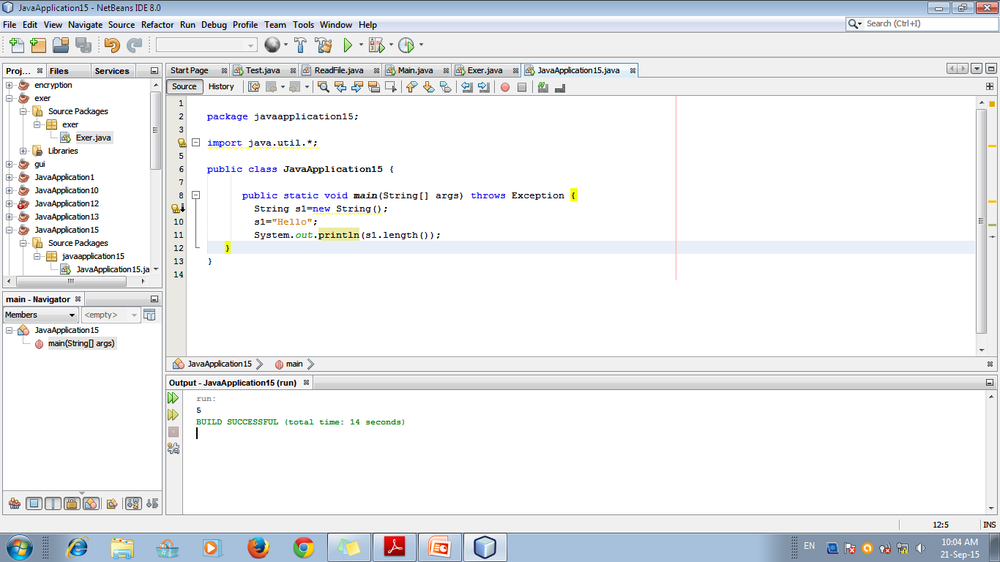 JavaApplication15 - NetBeans IDE 8.0
File Edit View Navigate Source Refactor Run Debug Profile Team Tools Window Help
Search (Ctrl+I)
Proj... Files Services
encryption
exer
Source Packages
exer
Exer.java
Libraries
gui
JavaApplication1
JavaApplication10
JavaApplication12
JavaApplication13
JavaApplication15
Source Packages
javaapplication15
JavaApplication15.ja
main - Navigator
Members <empty>
JavaApplication15
main(String[] args)
Start Page Test.java ReadFile.java Main.java Exer.java JavaApplication15.java
Source History
1
2 package javaapplication15;
3
import java.util.*;
5
6 public class JavaApplication15 {
7
8 public static void main(String[] args) throws Exception {
String s1=new String();
10 s1="Hello";
11 System.out.println(s1.length());
12 }
13 }
14
JavaApplication15 main
Output - JavaApplication15 (run)
run:
5
BUILD SUCCESSFUL (total time: 14 seconds)
12:5 INS
EN
10:04 AM
21-Sep-15